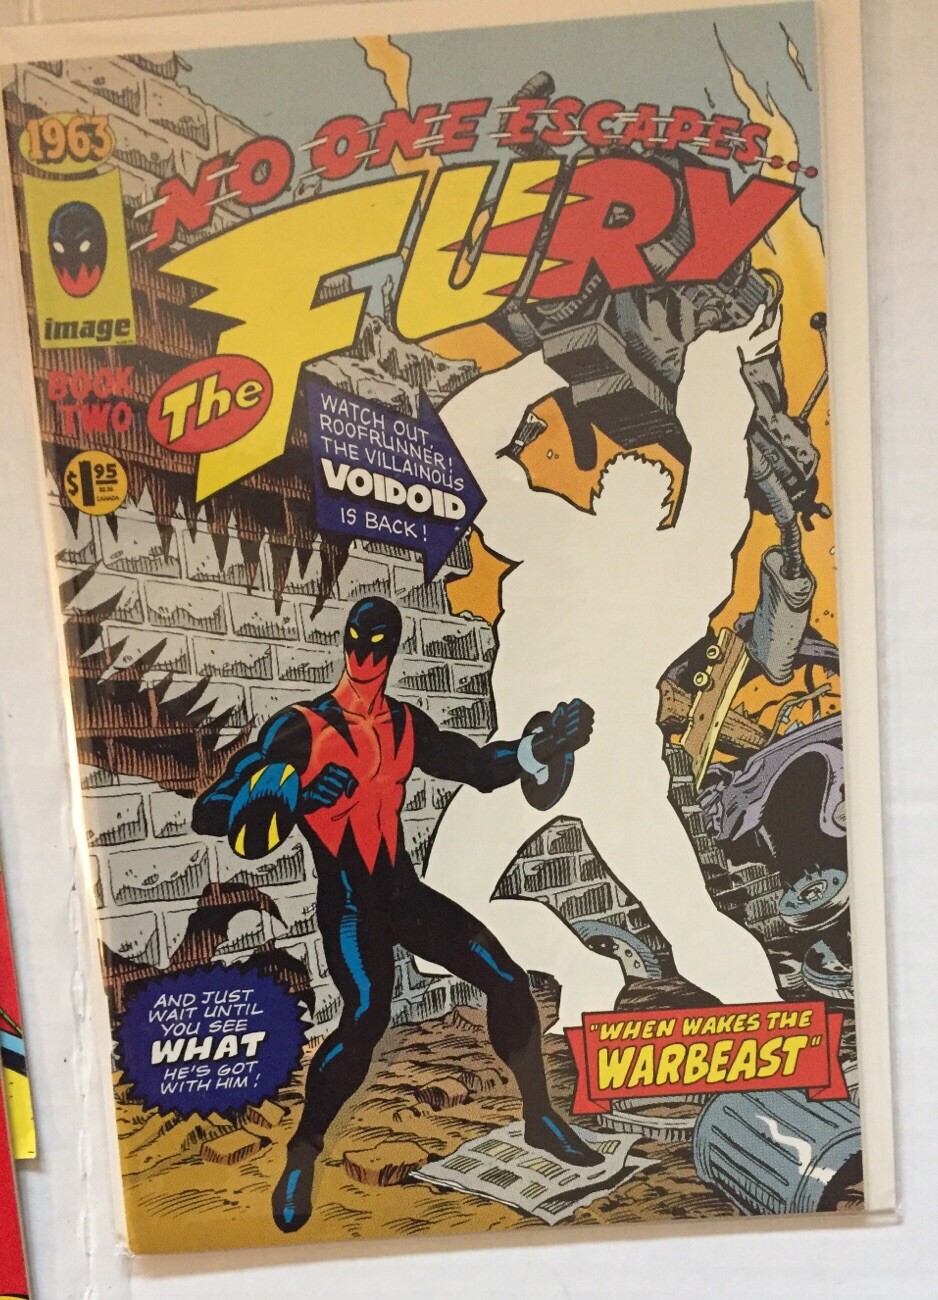 1963
NO ONE ESCAPES...
The FURY
image
BOOK
TWO
$1.95
CANADA
WATCH OUT,
ROOFRUNNER!
THE VILLAINOUS
VOIDOID
IS BACK!
AND JUST
WAIT UNTIL
YOU SEE
WHAT
HE'S GOT
WITH HIM!
"WHEN WAKES THE
WARBEAST"